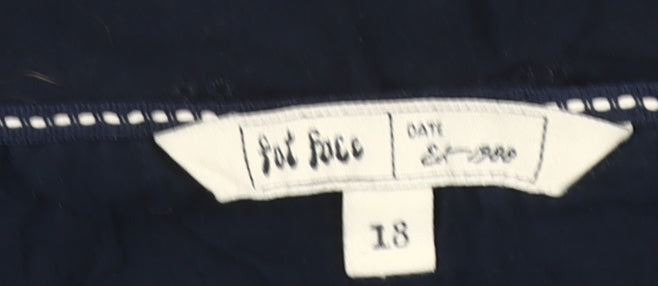 fat face
DATE
Est-1988
18